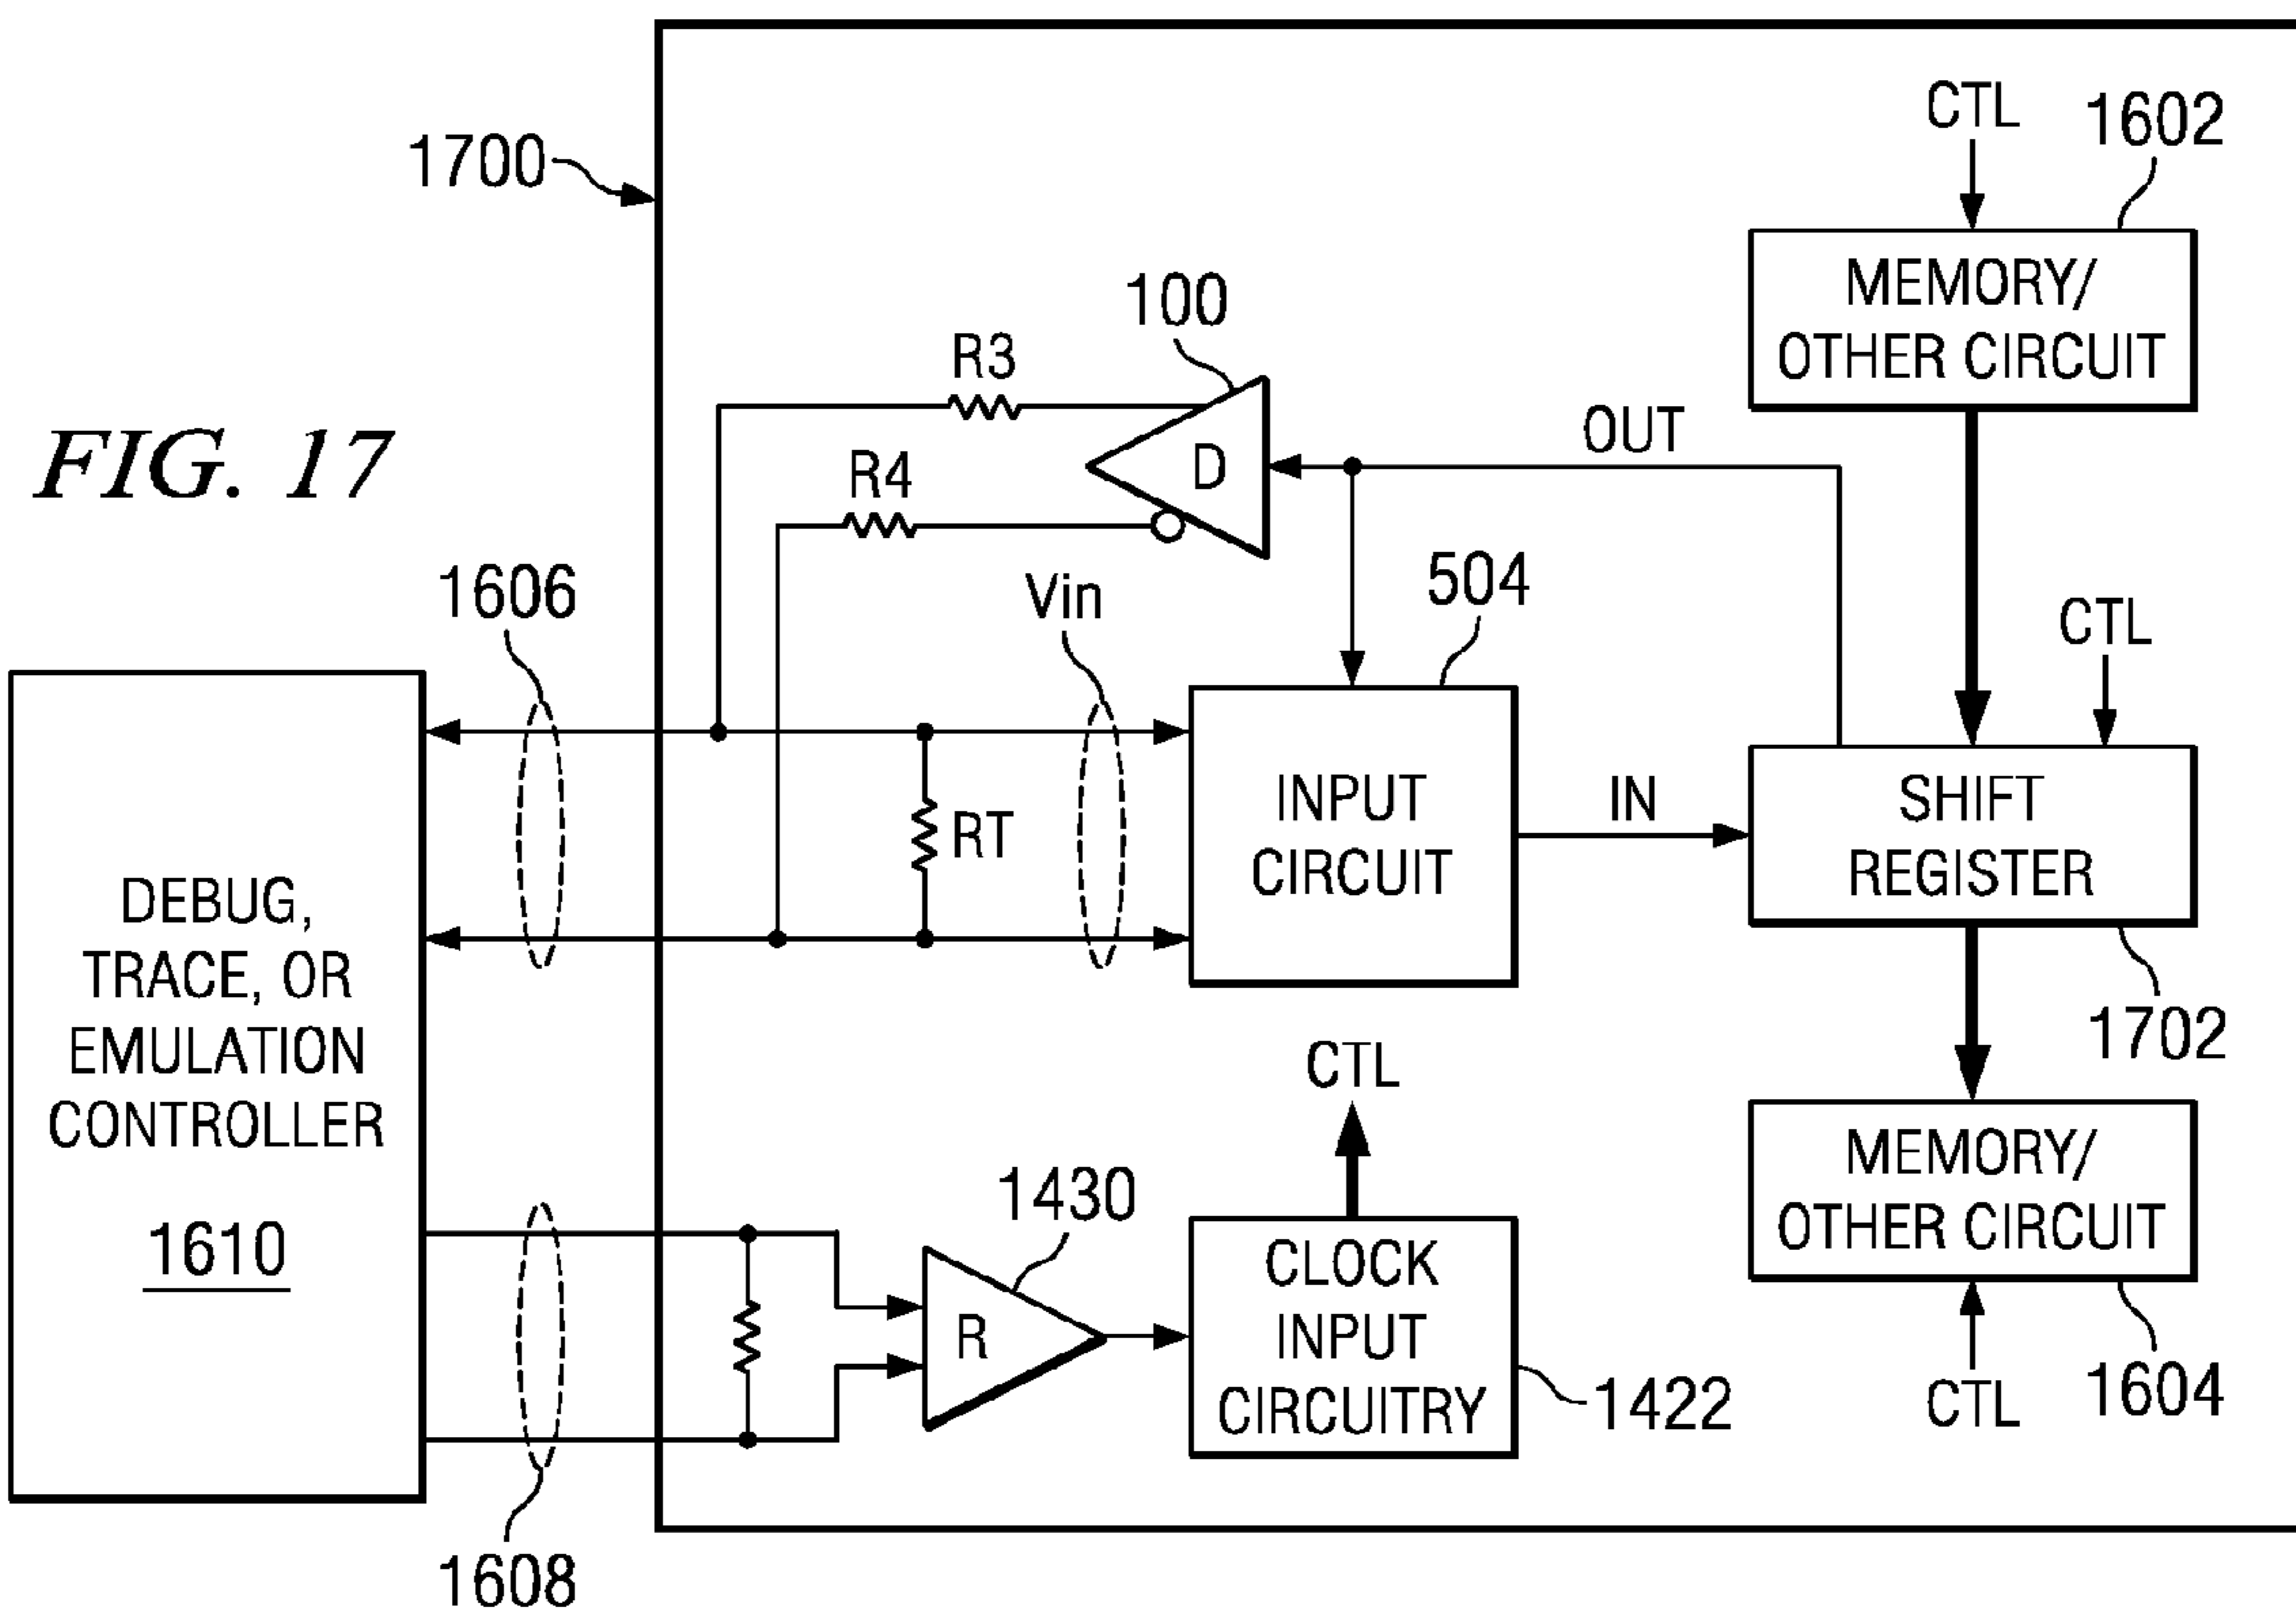 FIG. 17
1700
CTL
1602
MEMORY/
OTHER CIRCUIT
100
R3
D
OUT
R4
1606
Vin
504
CTL
DEBUG,
TRACE, OR
EMULATION
CONTROLLER
1610
RT
INPUT
CIRCUIT
IN
SHIFT
REGISTER
1702
CTL
MEMORY/
OTHER CIRCUIT
1604
CTL
1430
R
CLOCK
INPUT
CIRCUITRY
1422
1608